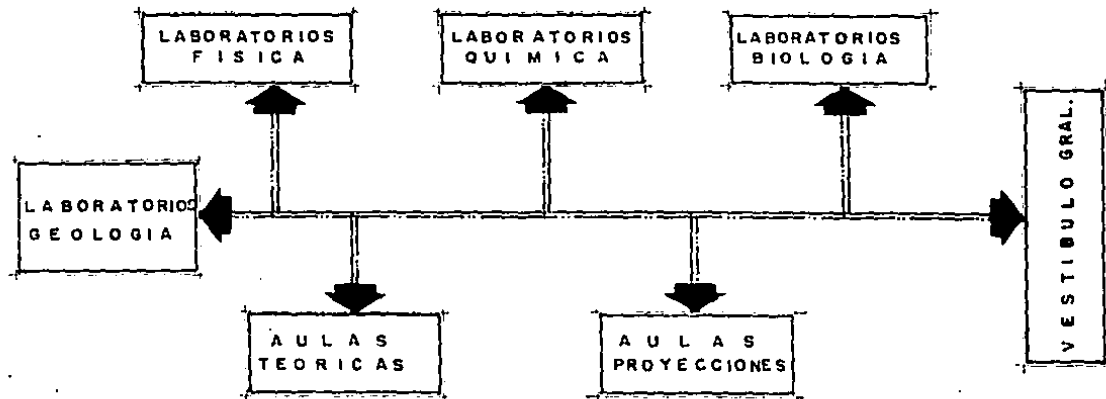 LABORATORIOS
FISICA
LABORATORIOS
QUIMICA
LABORATORIOS
BIOLOGIA
VESTIBULO GRAL.
LABORATORIOS
GEOLOGIA
AULAS
TEORICAS
AULAS
PROYECCIONES